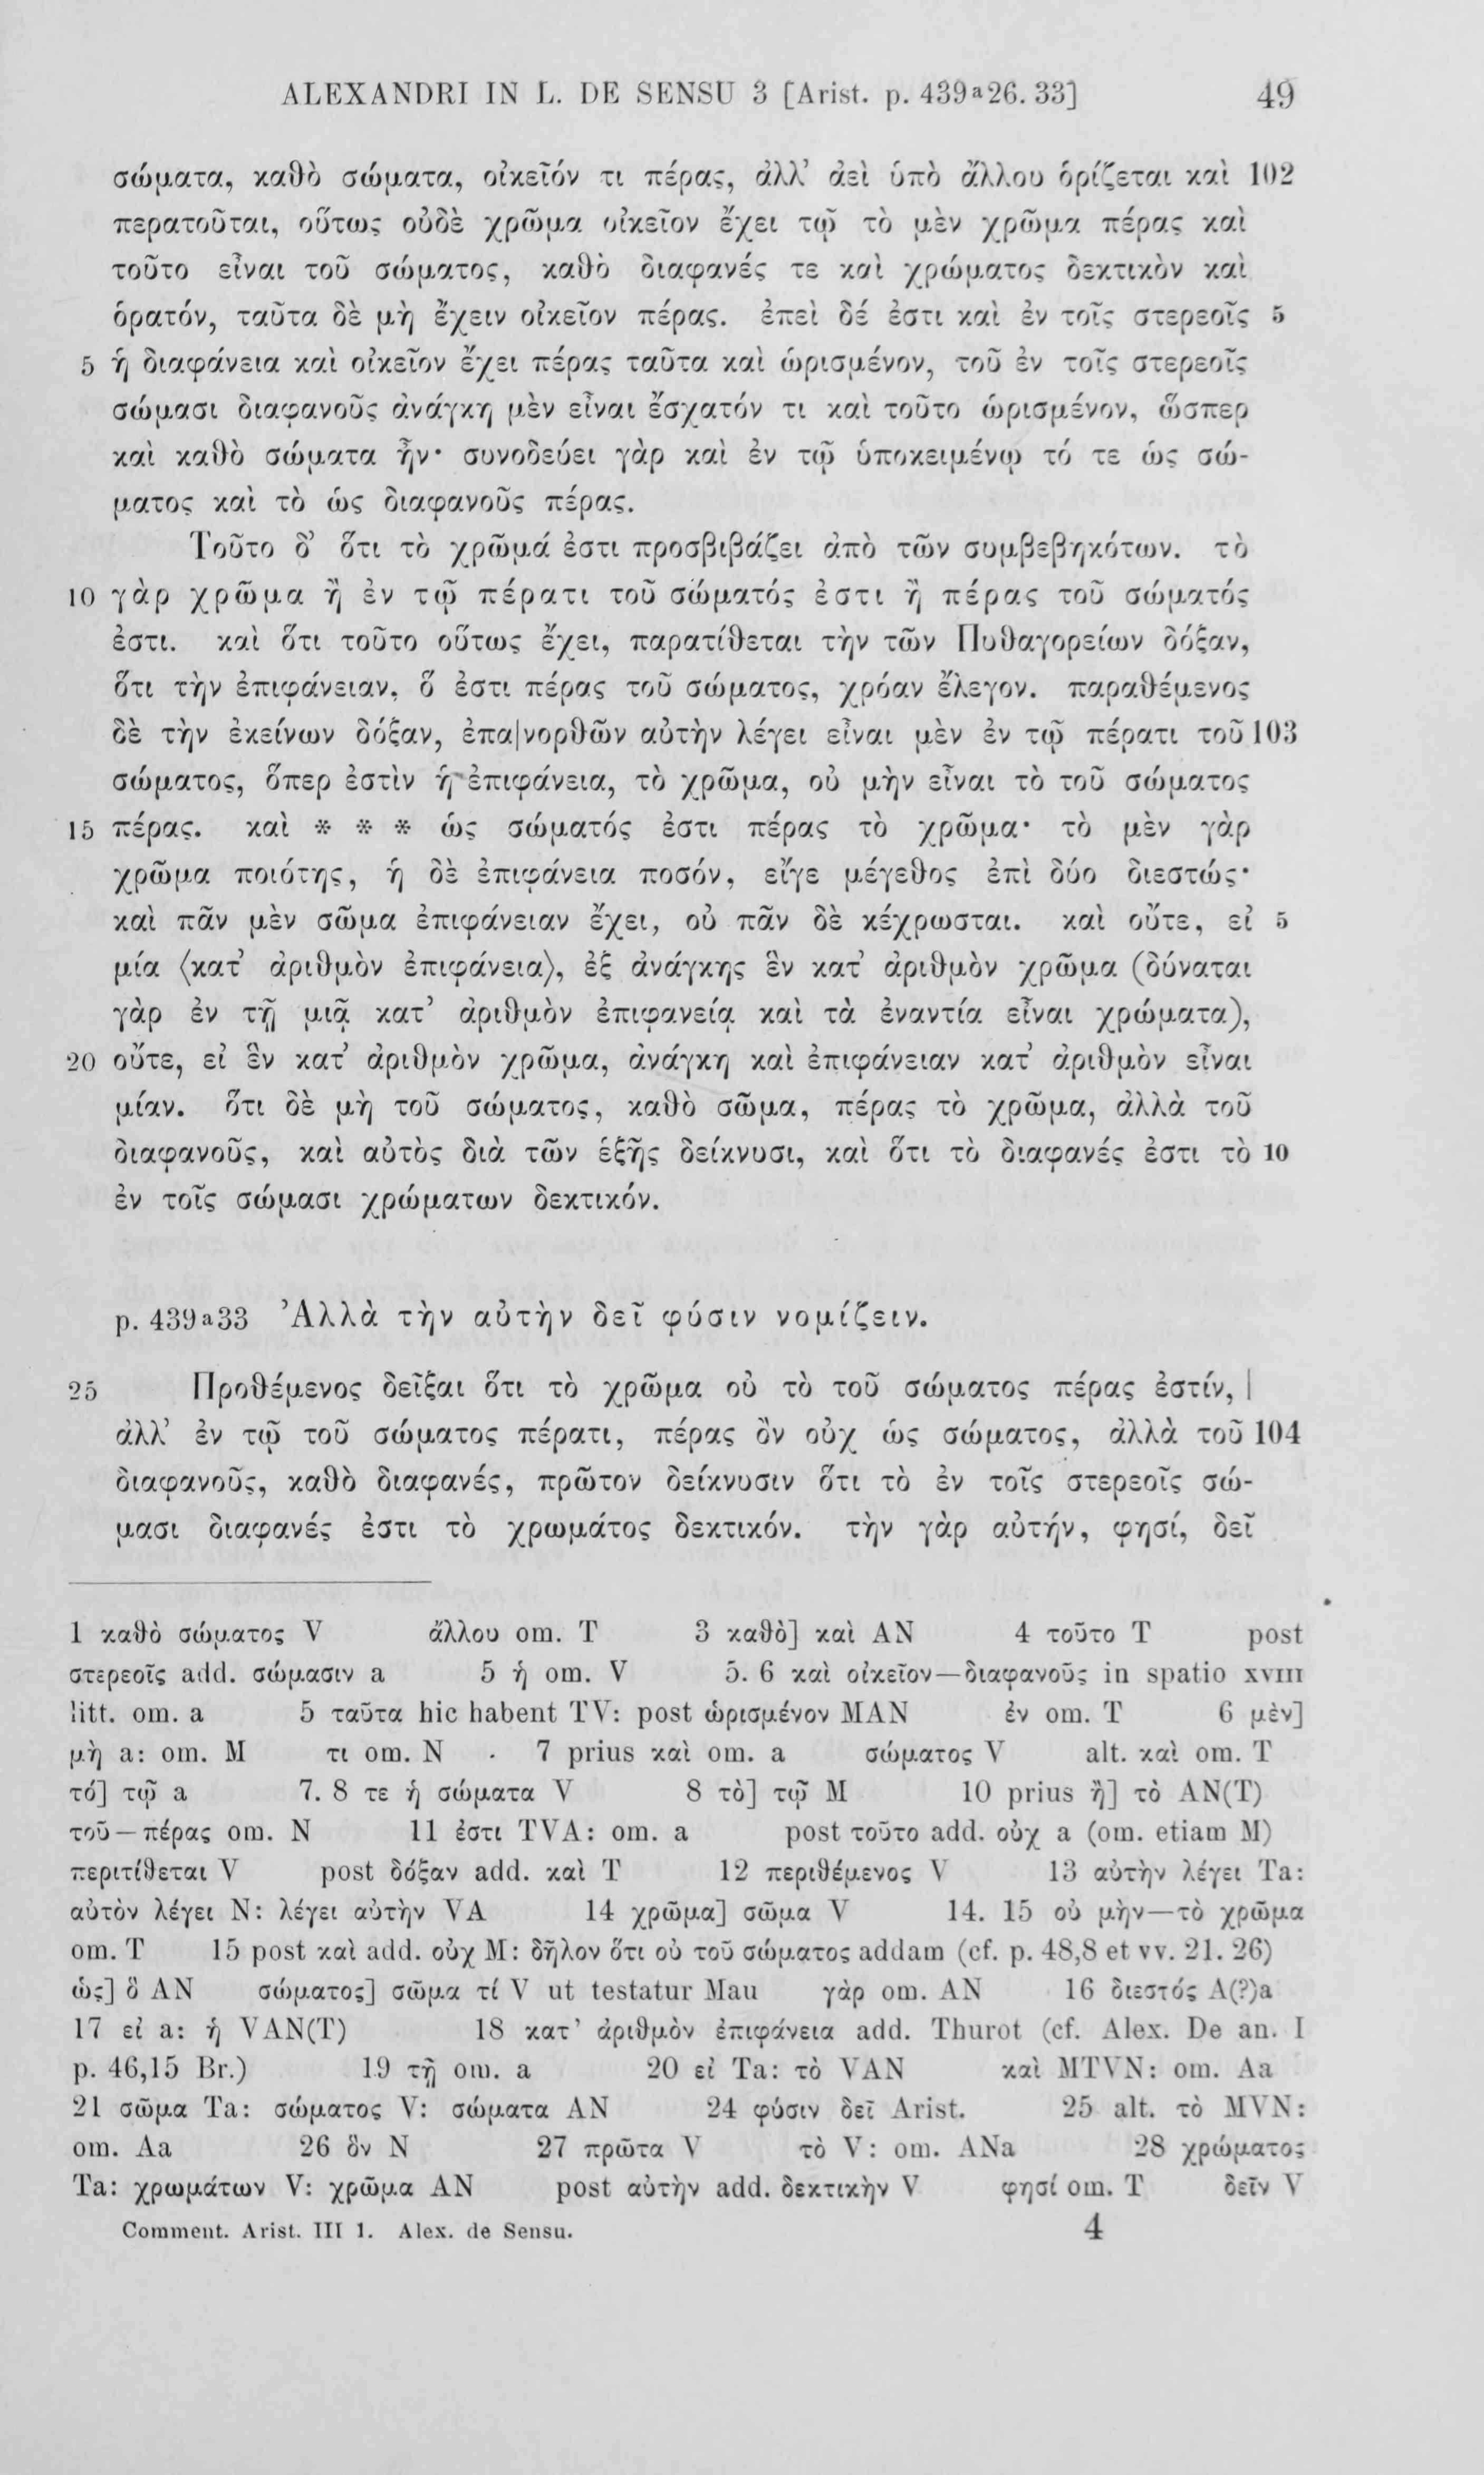 ALEXANDRI IN L. DE SENSU 3 [Arist. p. 439ᵃ26. 33] 49
σώματα, καθὸ σώματα, οἰκεῖόν τι πέρας, ἀλλ’ ἀεὶ ὑπὸ ἄλλου ὁρίζεται καὶ 102
περατοῦται, οὕτως οὐδὲ χρῶμα οἰκεῖον ἔχει τῷ τὸ μὲν χρῶμα πέρας καὶ
τοῦτο εἶναι τοῦ σώματος, καθὸ διαφανές τε καὶ χρώματος δεκτικὸν καὶ
ὁρατόν, ταῦτα δὲ μὴ ἔχειν οἰκεῖον πέρας. ἐπεὶ δέ ἐστι καὶ ἐν τοῖς στερεοῖς 5
5 ἡ διαφάνεια καὶ οἰκεῖον ἔχει πέρας ταῦτα καὶ ὡρισμένον, τοῦ ἐν τοῖς στερεοῖς
σώμασι διαφανοῦς ἀνάγκη μὲν εἶναι ἔσχατόν τι καὶ τοῦτο ὡρισμένον, ὥσπερ
καὶ καθὸ σώματα ἦν· συνοδεύει γὰρ καὶ ἐν τῷ ὑποκειμένῳ τό τε ὡς σώ-
ματος καὶ τὸ ὡς διαφανοῦς πέρας.
Τοῦτο δ’ ὅτι τὸ χρῶμά ἐστι προσβιβάζει ἀπὸ τῶν συμβεβηκότων. τὸ
10 γὰρ χρῶμα ἢ ἐν τῷ πέρατι τοῦ σώματός ἐστι ἢ πέρας τοῦ σώματός
ἐστι. καὶ ὅτι τοῦτο οὕτως ἔχει, παρατίθεται τὴν τῶν Πυθαγορείων δόξαν,
ὅτι τὴν ἐπιφάνειαν, ὅ ἐστι πέρας τοῦ σώματος, χρόαν ἔλεγον. παραθέμενος
δὲ τὴν ἐκείνων δόξαν, ἐπα|νορθῶν αὐτὴν λέγει εἶναι μὲν ἐν τῷ πέρατι τοῦ 103
σώματος, ὅπερ ἐστὶν ἡ ἐπιφάνεια, τὸ χρῶμα, οὐ μὴν εἶναι τὸ τοῦ σώματος
15 πέρας. καὶ * * * ὡς σώματός ἐστι πέρας τὸ χρῶμα· τὸ μὲν γὰρ
χρῶμα ποιότης, ἡ δὲ ἐπιφάνεια ποσόν, εἴγε μέγεθος ἐπὶ δύο διεστώς·
καὶ πᾶν μὲν σῶμα ἐπιφάνειαν ἔχει, οὐ πᾶν δὲ κέχρωσται. καὶ οὔτε, εἰ 5
μία ⟨κατ’ ἀριθμὸν ἐπιφάνεια⟩, ἐξ ἀνάγκης ἓν κατ’ ἀριθμὸν χρῶμα (δύναται
γὰρ ἐν τῇ μιᾷ κατ’ ἀριθμὸν ἐπιφανείᾳ καὶ τὰ ἐναντία εἶναι χρώματα),
20 οὔτε, εἰ ἓν κατ’ ἀριθμὸν χρῶμα, ἀνάγκη καὶ ἐπιφάνειαν κατ’ ἀριθμὸν εἶναι
μίαν. ὅτι δὲ μὴ τοῦ σώματος, καθὸ σῶμα, πέρας τὸ χρῶμα, ἀλλὰ τοῦ
διαφανοῦς, καὶ αὐτὸς διὰ τῶν ἑξῆς δείκνυσι, καὶ ὅτι τὸ διαφανές ἐστι τὸ 10
ἐν τοῖς σώμασι χρώματων δεκτικόν.
p. 439ᵃ33 Ἀλλὰ τὴν αὐτὴν δεῖ φύσιν νομίζειν.
25 Προθέμενος δεῖξαι ὅτι τὸ χρῶμα οὐ τὸ τοῦ σώματος πέρας ἐστίν, |
ἀλλ’ ἐν τῷ τοῦ σώματος πέρατι, πέρας ὂν οὐχ ὡς σώματος, ἀλλὰ τοῦ 104
διαφανοῦς, καθὸ διαφανές, πρῶτον δείκνυσιν ὅτι τὸ ἐν τοῖς στερεοῖς σώ-
μασι διαφανές ἐστι τὸ χρωμάτος δεκτικόν. τὴν γὰρ αὐτήν, φησί, δεῖ
1 καθὸ σώματος V ἄλλου om. T 3 καθὸ] καὶ AN 4 τοῦτο T post
στερεοῖς add. σώμασιν a 5 ἡ om. V 5. 6 καὶ οἰκεῖον—διαφανοῦς in spatio XVIII
litt. om. a 5 ταῦτα hic habent TV: post ὡρισμένον MAN ἐν om. T 6 μὲν]
μὴ a: om. M τι om. N 7 prius καὶ om. a σώματος V alt. καὶ om. T
τό] τῷ a 7. 8 τε ἡ σώματα V 8 τὸ] τῷ M 10 prius ἢ] τὸ AN(T)
τοῦ—πέρας om. N 11 ἐστι TVA: om. a post τοῦτο add. οὐχ a (om. etiam M)
περιτίθεται V post δόξαν add. καὶ T 12 περιθέμενος V 13 αὐτὴν λέγει Ta:
αὐτὸν λέγει N: λέγει αὐτὴν VA 14 χρῶμα] σῶμα V 14. 15 οὐ μὴν—τὸ χρῶμα
om. T 15 post καὶ add. οὐχ M: δῆλον ὅτι οὐ τοῦ σώματος addam (cf. p. 48,8 et vv. 21. 26)
ὡς] ὃ AN σώματος] σῶμα τί V ut testatur Mau γὰρ om. AN 16 διεστός A(?)a
17 εἰ a: ἡ VAN(T) 18 κατ’ ἀριθμὸν ἐπιφάνεια add. Thurot (cf. Alex. De an. I
p. 46,15 Br.) 19 τῇ om. a 20 εἰ Ta: τὸ VAN καὶ MTVN: om. Aa
21 σῶμα Ta: σώματος V: σώματα AN 24 φύσιν δεῖ Arist. 25 alt. τὸ MVN:
om. Aa 26 ὃν N 27 πρῶτα V τὸ V: om. ANa 28 χρώματος
Ta: χρωμάτων V: χρῶμα AN post αὐτὴν add. δεκτικὴν V φησί om. T δεῖν V
Comment. Arist. III 1. Alex. de Sensu. 4